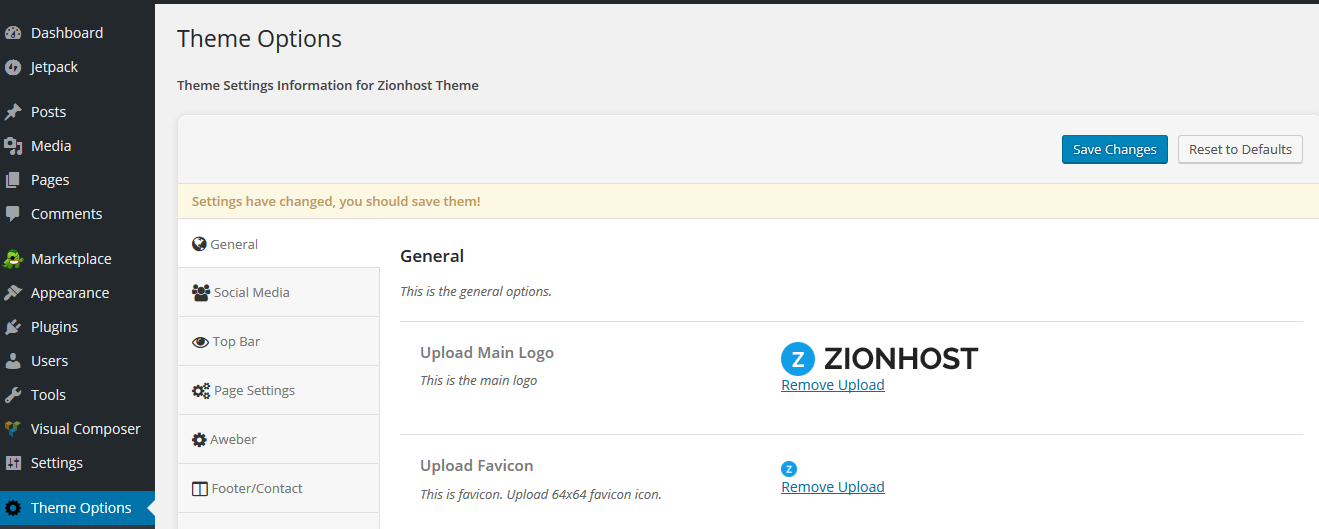 Dashboard
Jetpack
Posts
Media
Pages
Comments
Marketplace
Appearance
Plugins
Users
Tools
Visual Composer
Settings
Theme Options
Theme Options
Theme Settings Information for Zionhost Theme
Save Changes Reset to Defaults
Settings have changed, you should save them!
General
Social Media
Top Bar
Page Settings
Aweber
Footer/Contact
General
This is the general options.
Upload Main Logo
This is the main logo
Z ZIONHOST
Remove Upload
Upload Favicon
This is favicon. Upload 64x64 favicon icon.
Z
Remove Upload